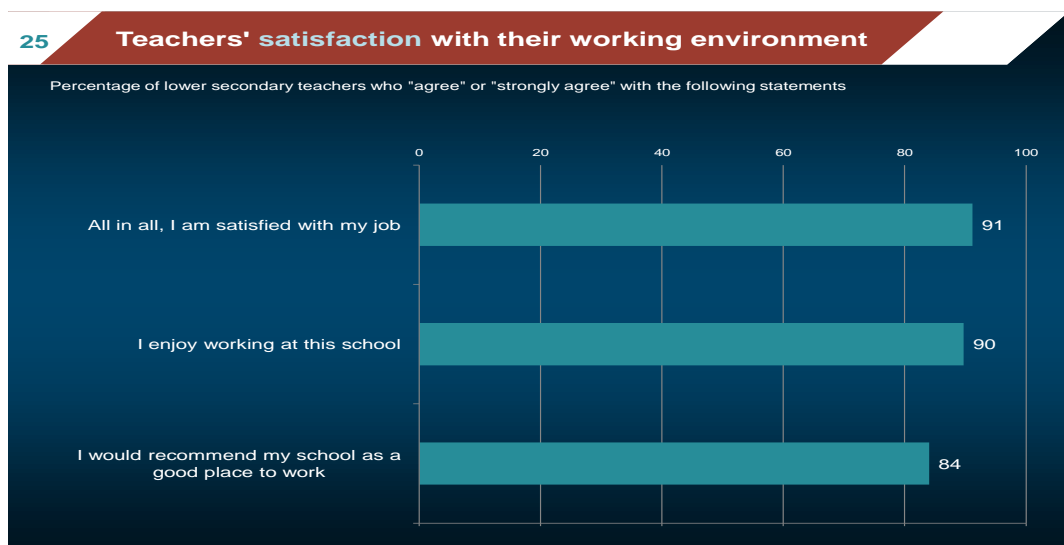 25
Teachers' satisfaction with their working environment
Percentage of lower secondary teachers who "agree" or "strongly agree" with the following statements
0 20 40 60 80 100
All in all, I am satisfied with my job 91
I enjoy working at this school 90
I would recommend my school as a
good place to work 84